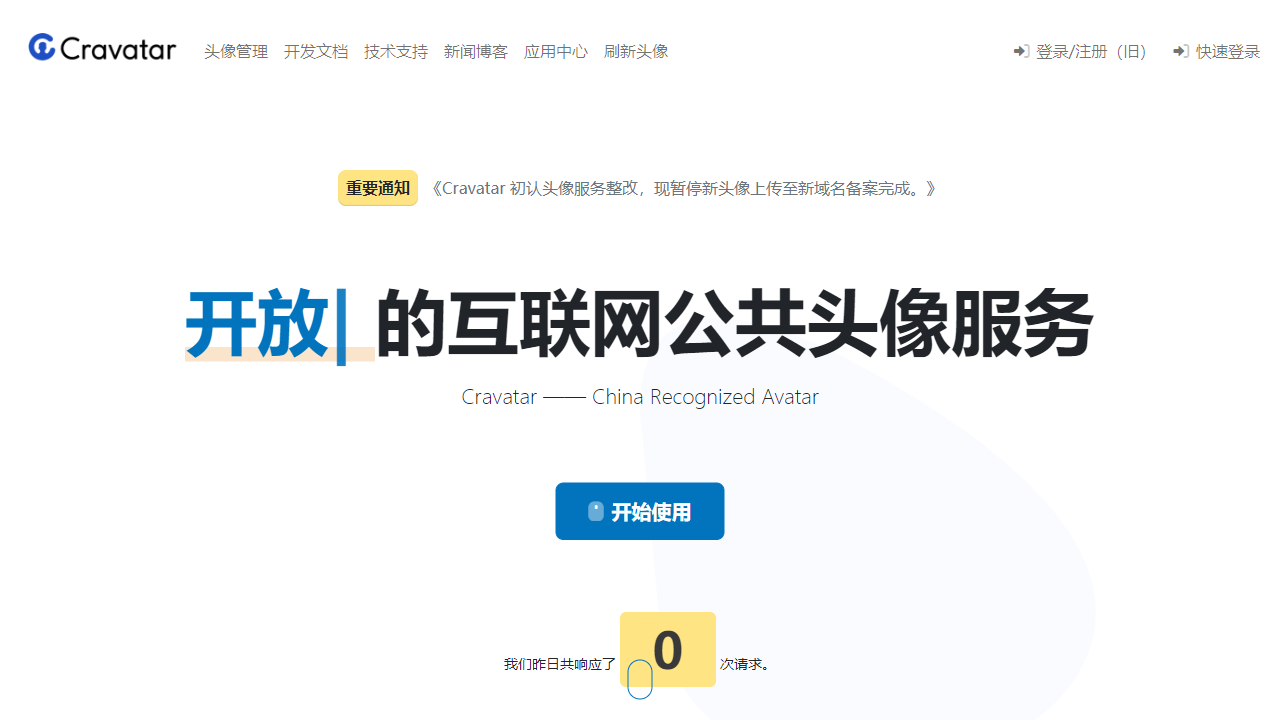 Cravatar 头像管理 开发文档 技术支持 新闻博客 应用中心 刷新头像 登录/注册（旧） 快速登录
重要通知 《Cravatar 初认头像服务整改，现暂停新头像上传至新域名备案完成。》
开放| 的互联网公共头像服务
Cravatar —— China Recognized Avatar
开始使用
我们昨日共响应了 0 次请求。